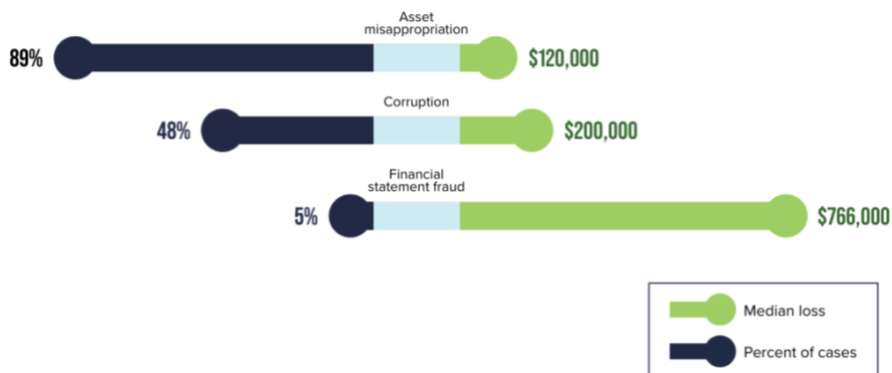 Asset
misappropriation
89%
$120,000
Corruption
48%
$200,000
Financial
statement fraud
5%
$766,000
Median loss
Percent of cases